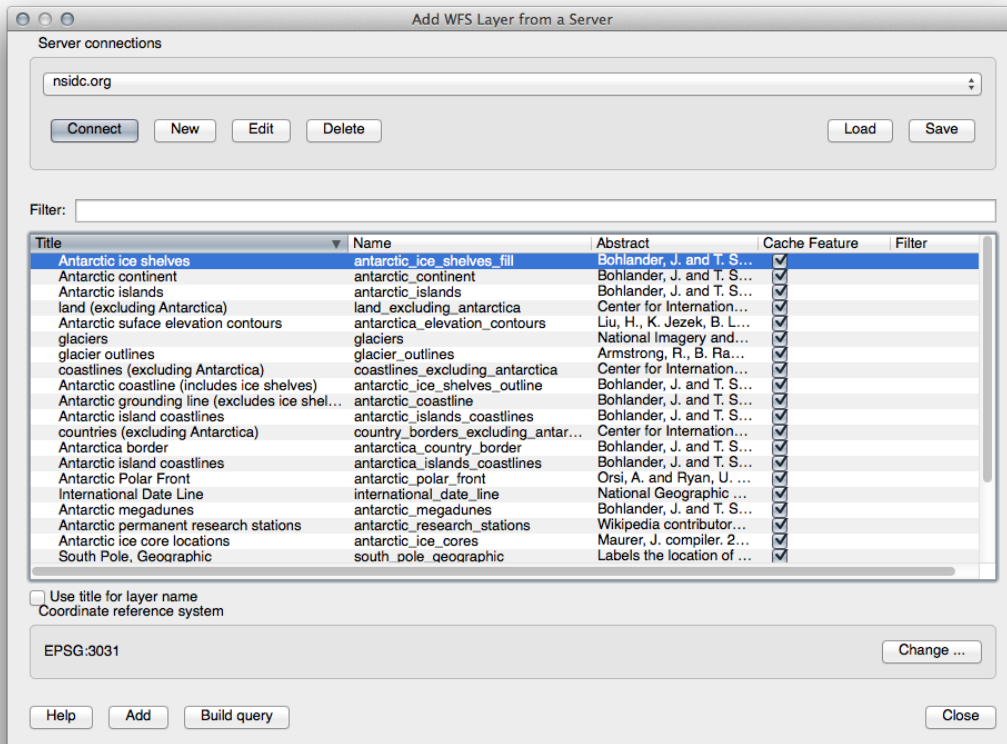 Add WFS Layer from a Server
Server connections
nsidc.org
Connect New Edit Delete Load Save
Filter:
Title Name Abstract Cache Feature Filter
Antarctic ice shelves antarctic_ice_shelves_fill Bohlander, J. and T. S...
Antarctic continent antarctic_continent Bohlander, J. and T. S...
Antarctic islands antarctic_islands Bohlander, J. and T. S...
land (excluding Antarctica) land_excluding_antarctica Center for Internation...
Antarctic suface elevation contours antarctica_elevation_contours Liu, H., K. Jezek, B. L...
glaciers glaciers National Imagery and...
glacier outlines glacier_outlines Armstrong, R., B. Ra...
coastlines (excluding Antarctica) coastlines_excluding_antarctica Center for Internation...
Antarctic coastline (includes ice shelves) antarctic_ice_shelves_outline Bohlander, J. and T. S...
Antarctic grounding line (excludes ice shel... antarctic_coastline Bohlander, J. and T. S...
Antarctic island coastlines antarctic_islands_coastlines Bohlander, J. and T. S...
countries (excluding Antarctica) country_borders_excluding_antar... Center for Internation...
Antarctica border antarctica_country_border Bohlander, J. and T. S...
Antarctic island coastlines antarctica_islands_coastlines Bohlander, J. and T. S...
Antarctic Polar Front antarctic_polar_front Orsi, A. and Ryan, U. ...
International Date Line international_date_line National Geographic ...
Antarctic megadunes antarctic_megadunes Bohlander, J. and T. S...
Antarctic permanent research stations antarctic_research_stations Wikipedia contributor...
Antarctic ice core locations antarctic_ice_cores Maurer, J. compiler. 2...
South Pole, Geographic south_pole_geographic Labels the location of ...
Use title for layer name
Coordinate reference system
EPSG:3031 Change ...
Help Add Build query Close